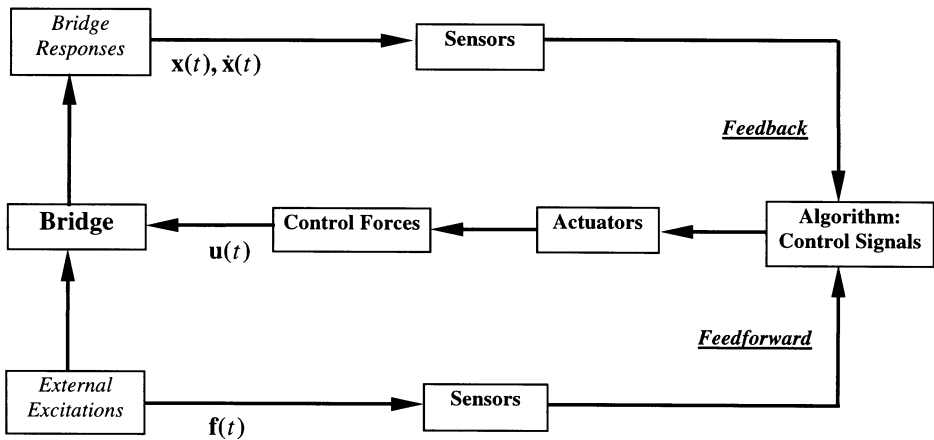 Bridge
Responses
Sensors
x(t), ẋ(t)
Feedback
Bridge
Control Forces
Actuators
Algorithm:
Control Signals
u(t)
Feedforward
External
Excitations
Sensors
f(t)